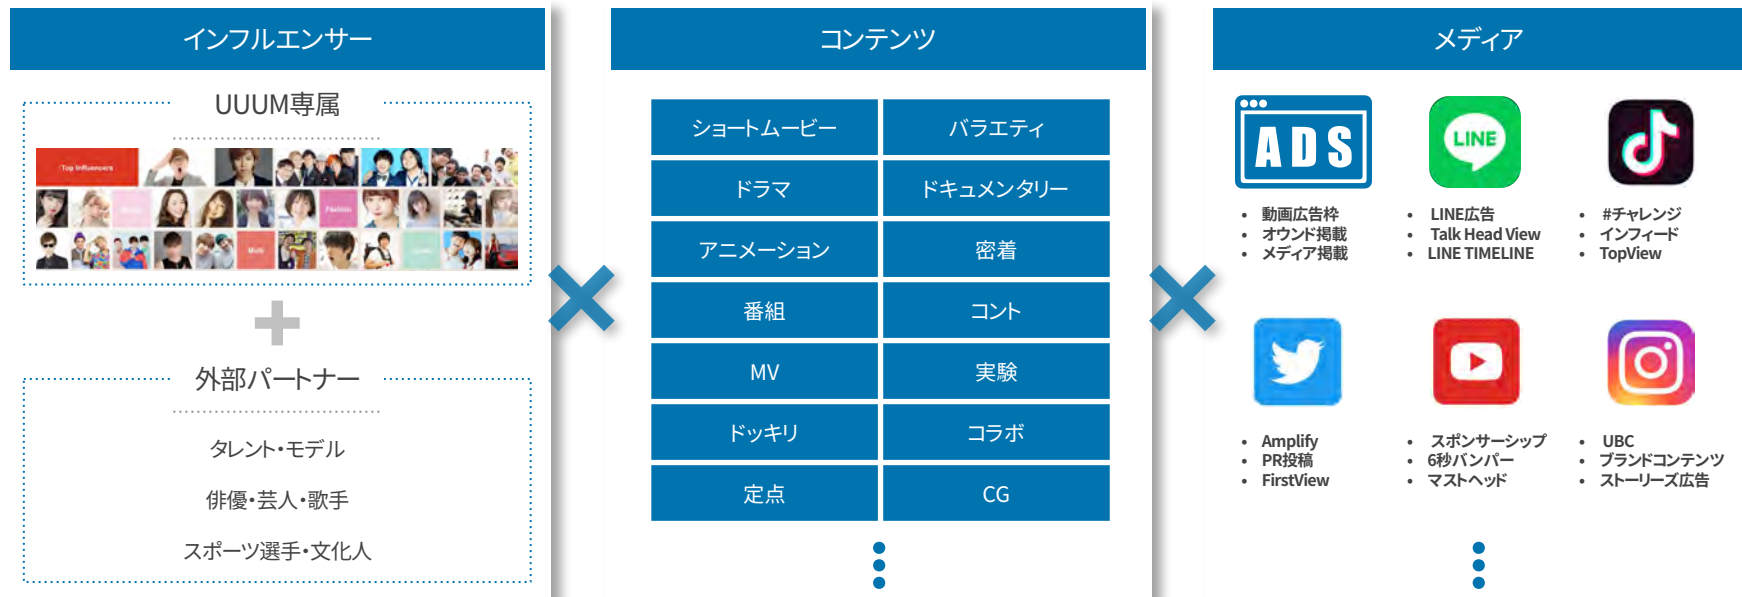 インフルエンサー
UUUM専属
Top Influencers
Fashion
Multi
外部パートナー
タレント・モデル
俳優・芸人・歌手
スポーツ選手・文化人
コンテンツ
ショートムービー
バラエティ
ドラマ
ドキュメンタリー
アニメーション
密着
番組
コント
MV
実験
ドッキリ
コラボ
定点
CG
メディア
ADS
• 動画広告枠
• オウンド掲載
• メディア掲載
LINE
• LINE広告
• Talk Head View
• LINE TIMELINE
• #チャレンジ
• インフィード
• TopView
• Amplify
• PR投稿
• FirstView
• スポンサーシップ
• 6秒バンパー
• マストヘッド
• UBC
• ブランドコンテンツ
• ストーリーズ広告